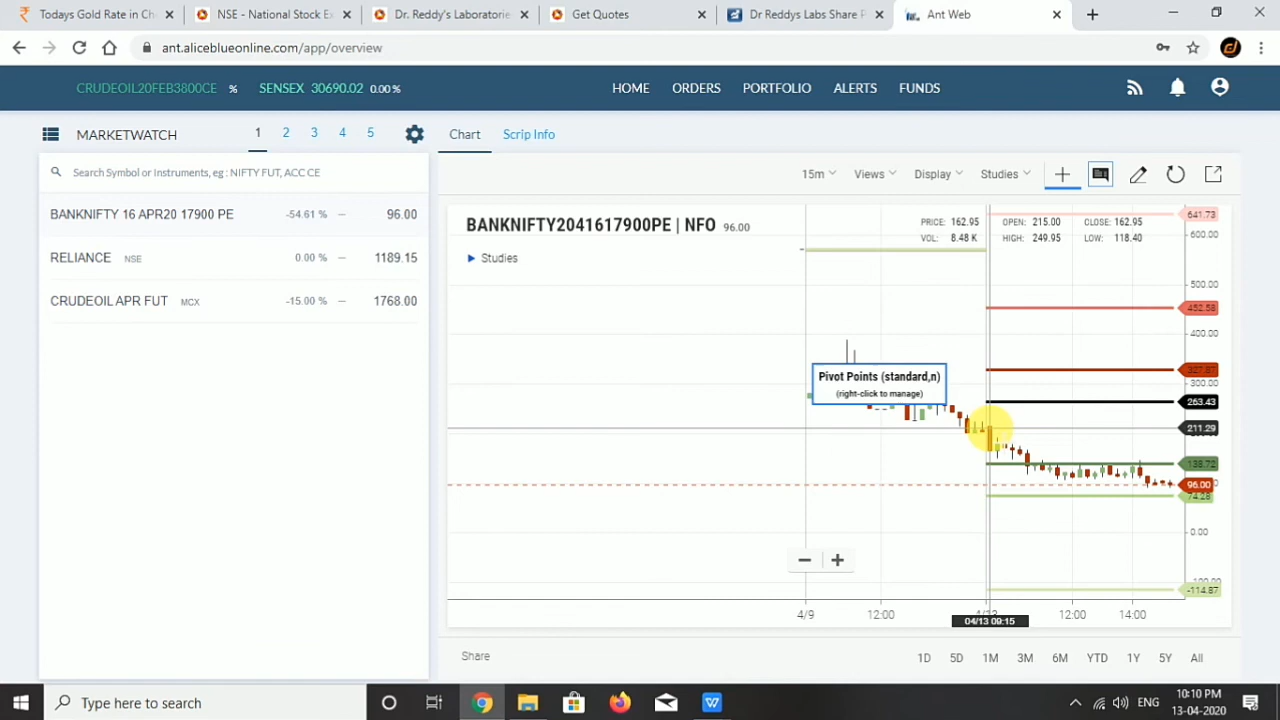 Todays Gold Rate in Ch
NSE - National Stock Ex
Dr. Reddy's Laboratorie
Get Quotes
Dr Reddys Labs Share P
Ant Web
ant.aliceblueonline.com/app/overview
CRUDEOIL20FEB3800CE %
SENSEX 30690.02 0.00 %
HOME
ORDERS
PORTFOLIO
ALERTS
FUNDS
MARKETWATCH
1 2 3 4 5
Chart
Scrip Info
Search Symbol or Instruments, eg : NIFTY FUT, ACC CE
BANKNIFTY 16 APR20 17900 PE -54.61 % — 96.00
RELIANCE NSE 0.00 % — 1189.15
CRUDEOIL APR FUT MCX -15.00 % — 1768.00
15m
Views
Display
Studies
BANKNIFTY2041617900PE | NFO 96.00
PRICE: 162.95 OPEN: 215.00 CLOSE: 162.95
VOL: 8.48 K HIGH: 249.95 LOW: 118.40
Studies
641.73
600.00
500.00
452.58
400.00
327.87
300.00
263.43
211.29
138.72
96.00
74.28
0.00
-114.87
Pivot Points (standard,n)
(right-click to manage)
4/9
12:00
04/13 09:15
12:00
14:00
Share
1D 5D 1M 3M 6M YTD 1Y 5Y All
Type here to search
ENG
10:10 PM
13-04-2020